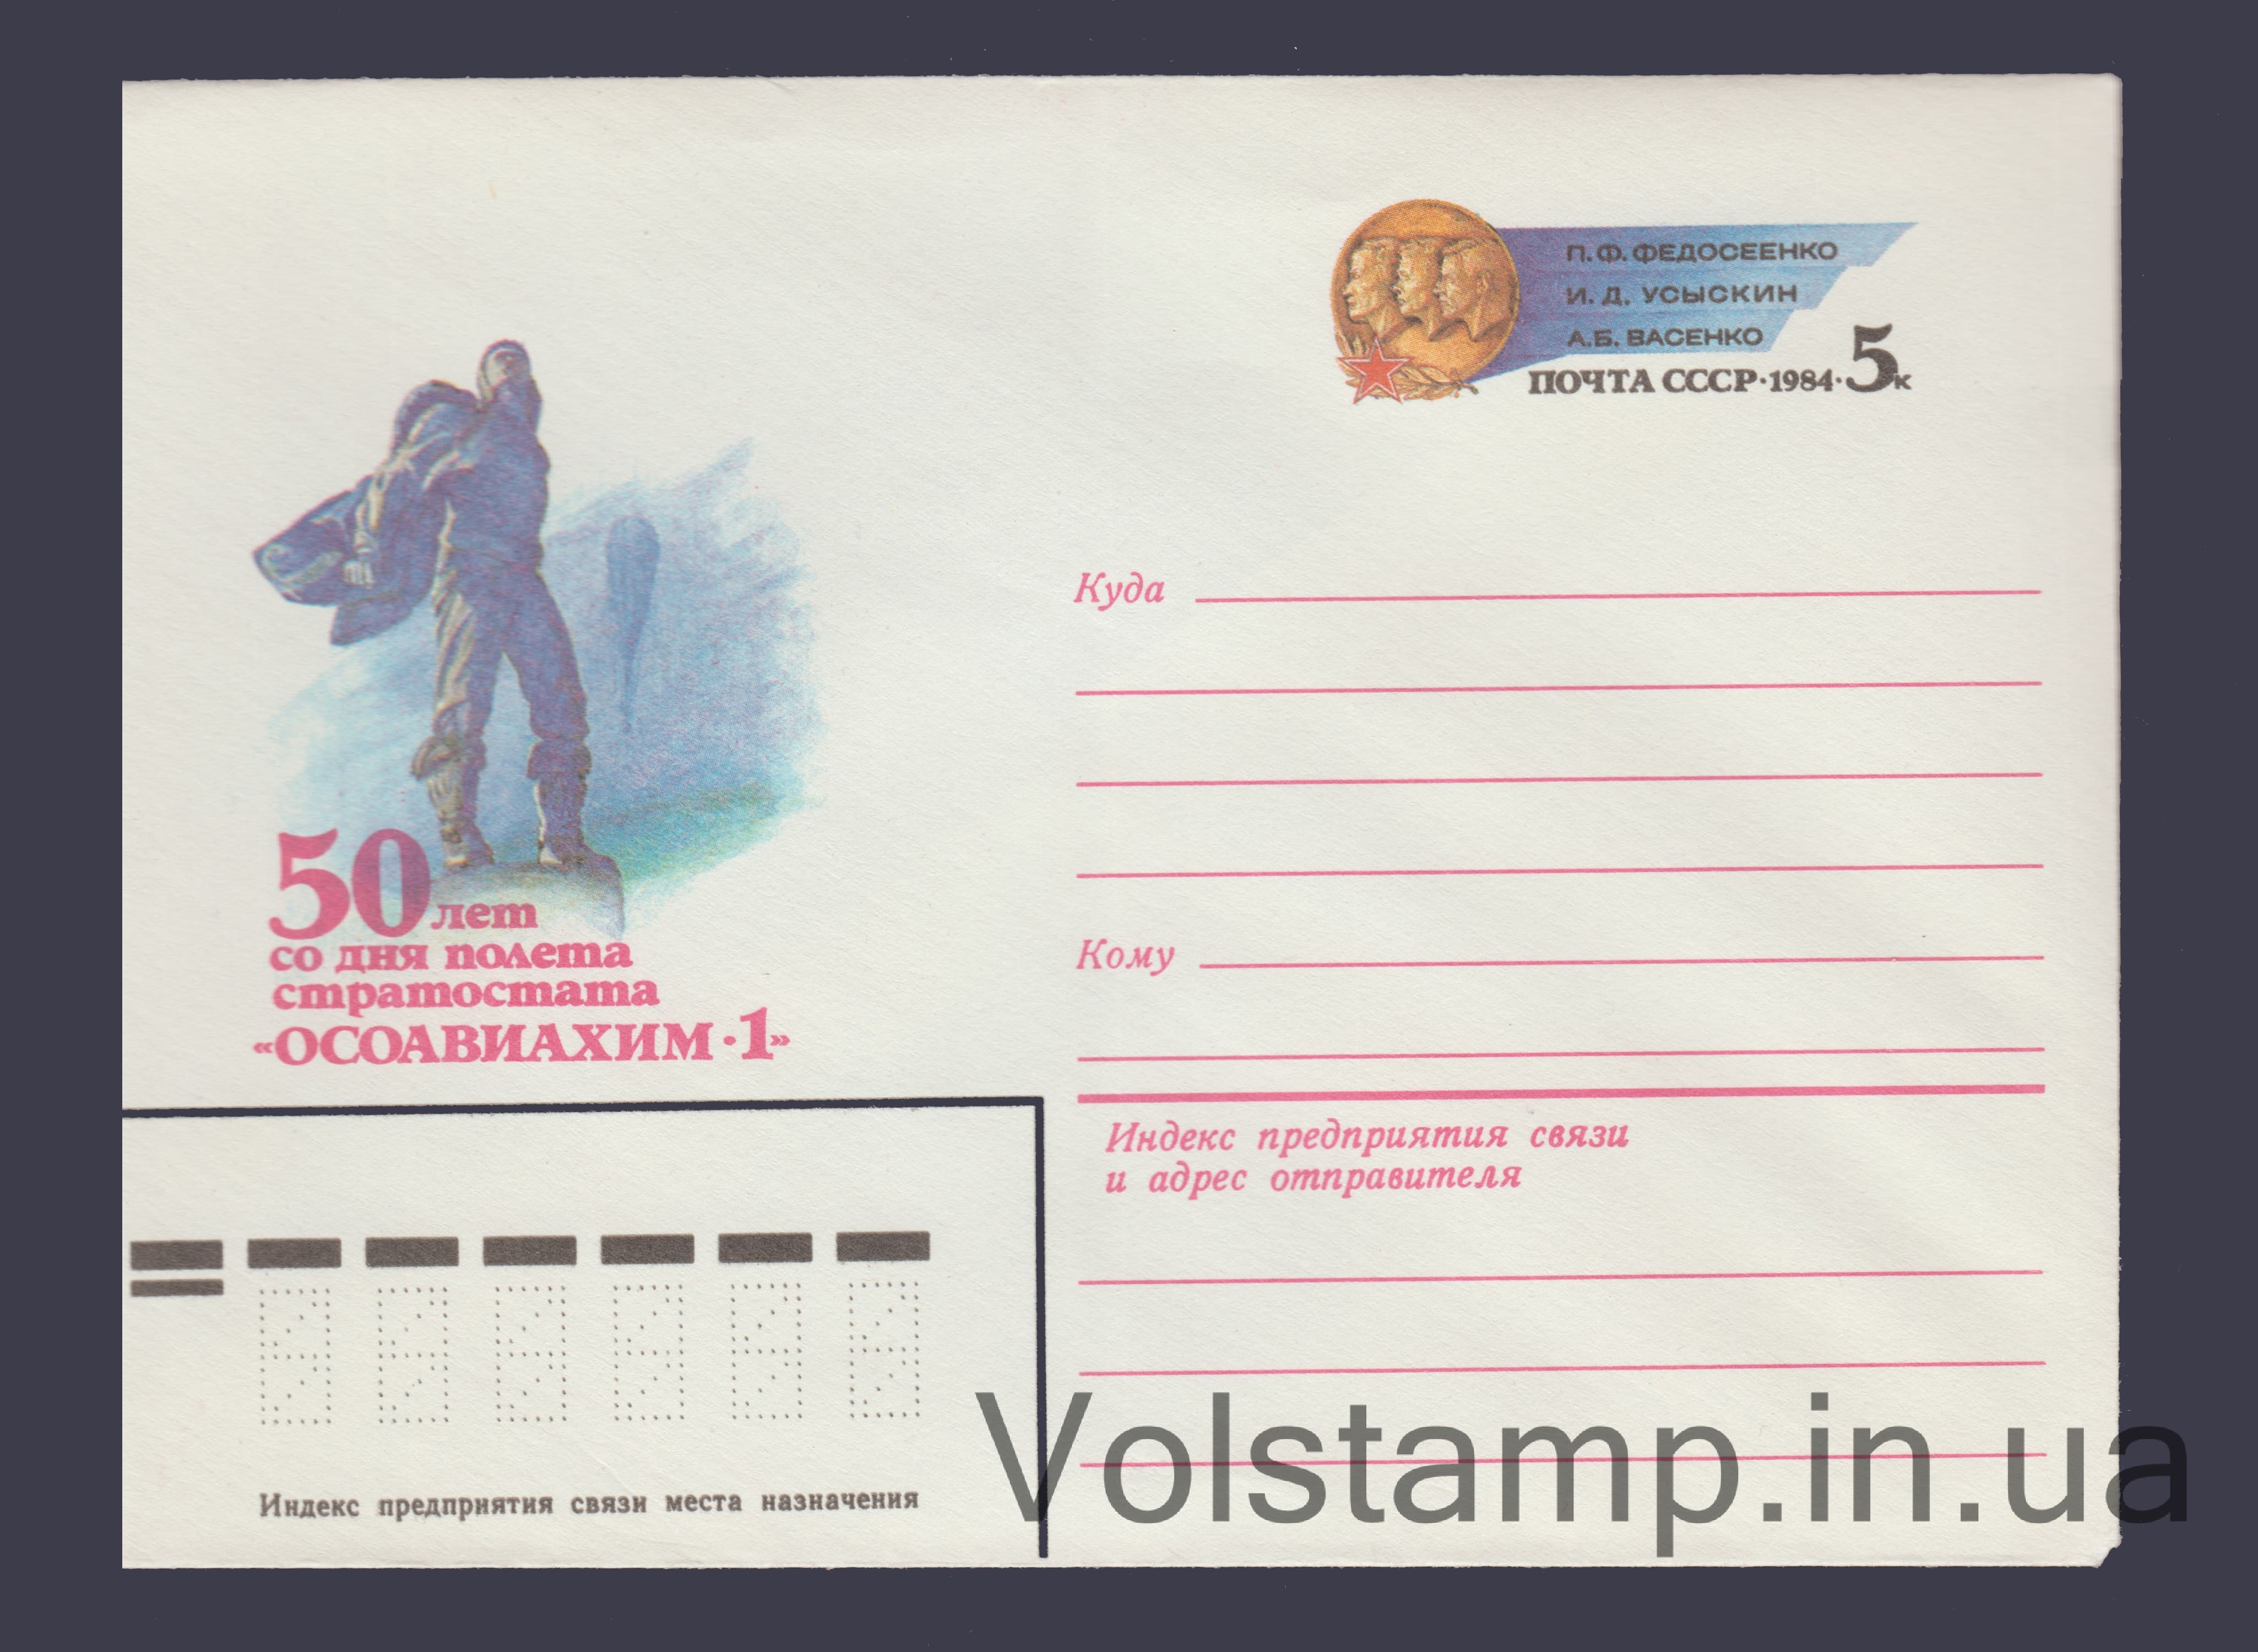 П.Ф. ФЕДОСЕЕНКО
И. Д. УСЫСКИН
А.Б. ВАСЕНКО
ПОЧТА СССР·1984·5к
50 лет
со дня полета
стратостата
«ОСОАВИАХИМ·1»
Куда
Кому
Индекс предприятия связи
и адрес отправителя
Индекс предприятия связи места назначения
Volstamp.in.ua